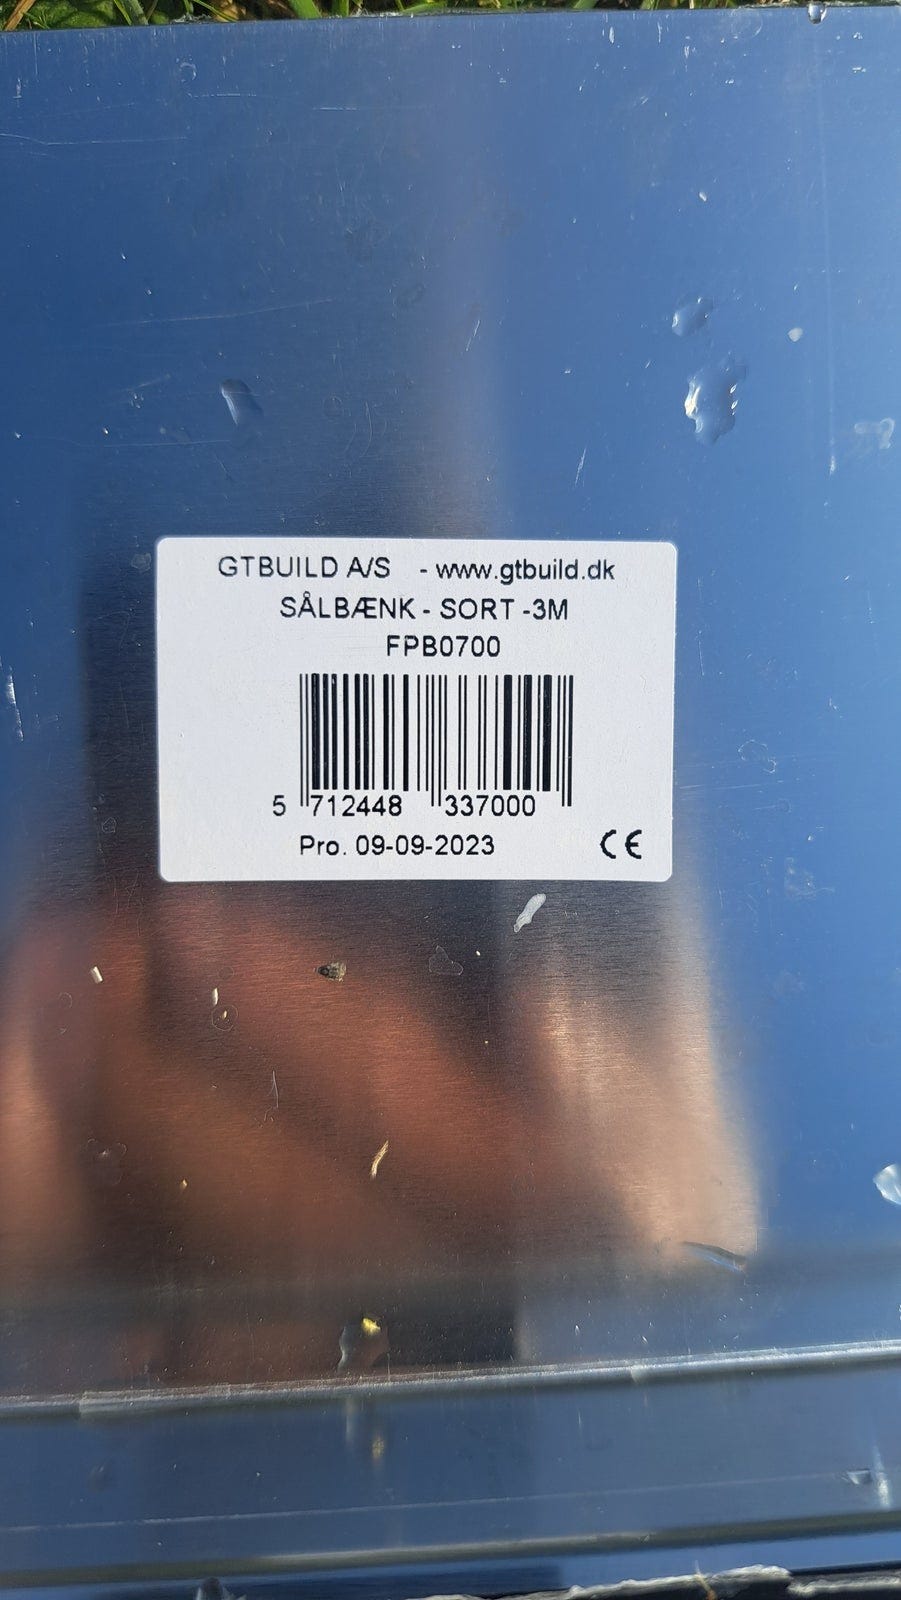 GTBUILD A/S - www.gtbuild.dk
SÅLBÆNK - SORT -3M
FPB0700
5 712448 337000
Pro. 09-09-2023 CE